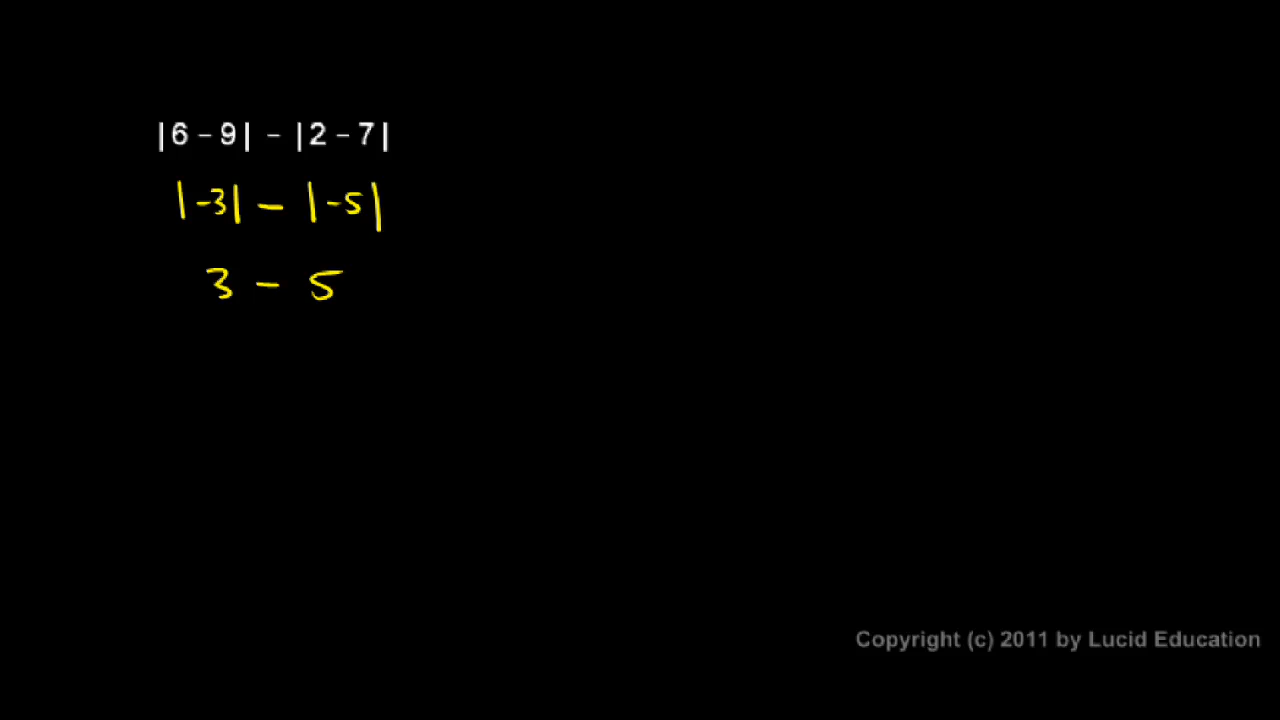 |6 – 9| – |2 – 7|
|-3| – |-5|
3 – 5
Copyright (c) 2011 by Lucid Education